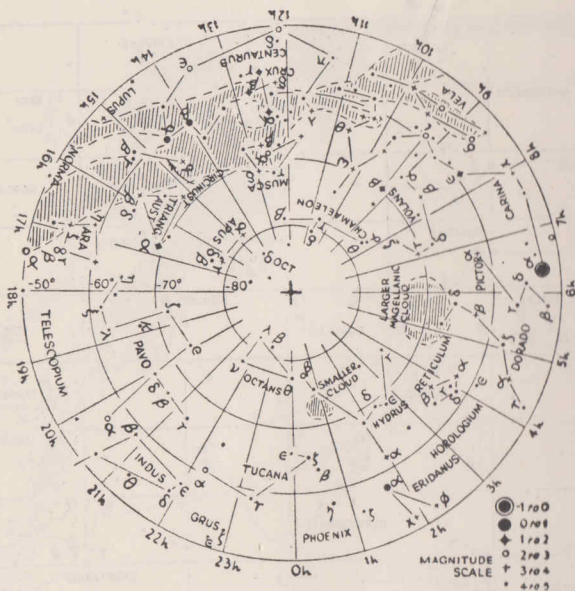 12h
11h
10h
9h
8h
7h
6h
5h
4h
3h
2h
1h
0h
23h
22h
21h
20h
19h
18h
17h
16h
15h
14h
13h
CENTAURUB
CRUX
VELA
LUPUS
NORMA
CIRCINUS
MUSCA
TRIANG
AUST
ARA
APUS
CHAMAELEON
VOLANS
CARINA
δ OCT
-50°
-60°
-70°
-80°
LARGER
MAGELLANIC
CLOUD
PICTOR
DORADO
TELESCOPIUM
PAVO
OCTANS
SMALLER
CLOUD
RETICULUM
HYDRUS
HOROLOGIUM
ERIDANUS
INDUS
TUCANA
GRUS
PHOENIX
MAGNITUDE
SCALE
-1 TO 0
0 TO 1
1 TO 2
2 TO 3
3 TO 4
4 TO 5